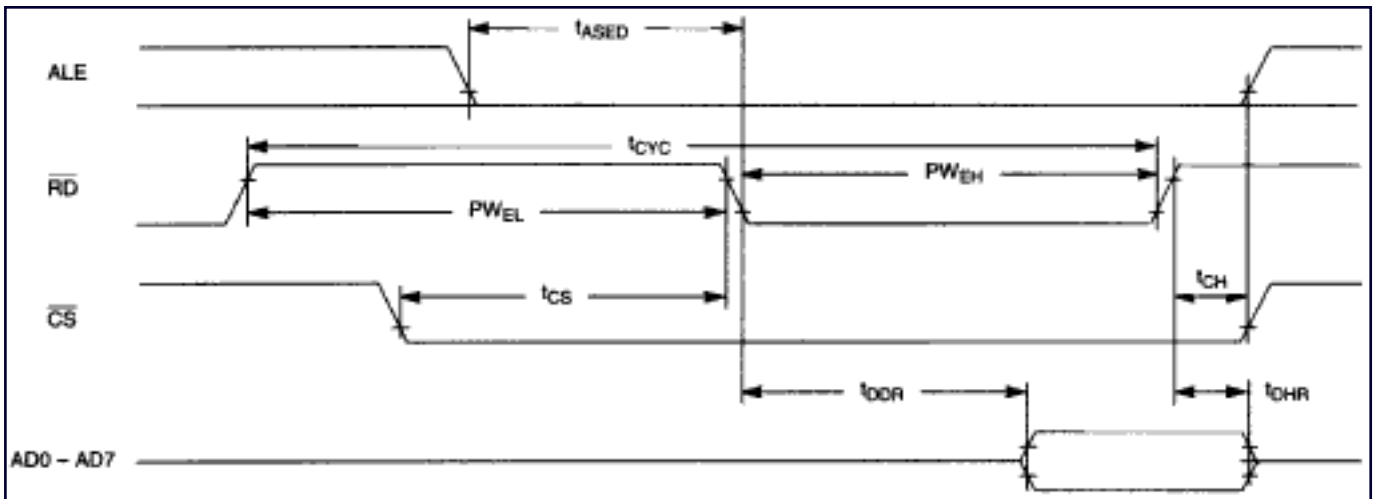 tASED
ALE
tCYC
RD
PWEH
PWEL
tCH
tCS
CS
tDDR
tDHR
AD0 – AD7